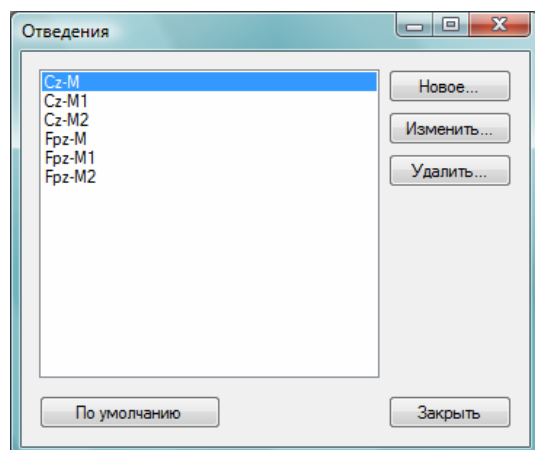 Отведения
Cz-M
Cz-M1
Cz-M2
Fpz-M
Fpz-M1
Fpz-M2
Новое...
Изменить...
Удалить...
По умолчанию
Закрыть